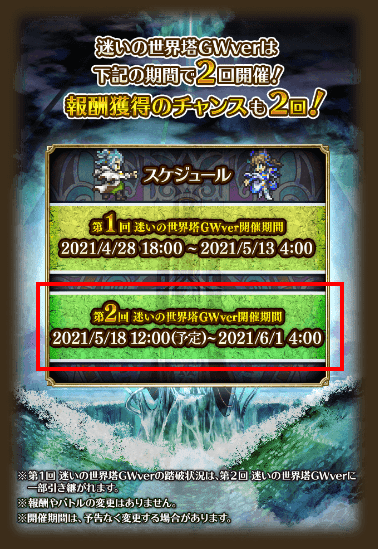 迷いの世界塔GWverは
下記の期間で2回開催!
報酬獲得のチャンスも2回!
スケジュール
第1回 迷いの世界塔GWver開催期間
2021/4/28 18:00～2021/5/13 4:00
第2回 迷いの世界塔GWver開催期間
2021/5/18 12:00(予定)~2021/6/1 4:00
※第1回 迷いの世界塔GWverの踏破状況は、第2回 迷いの世界塔GWverに
一部引き継がれます。
※報酬やバトルの変更はありません。
※開催期間は、予告なく変更する場合があります。